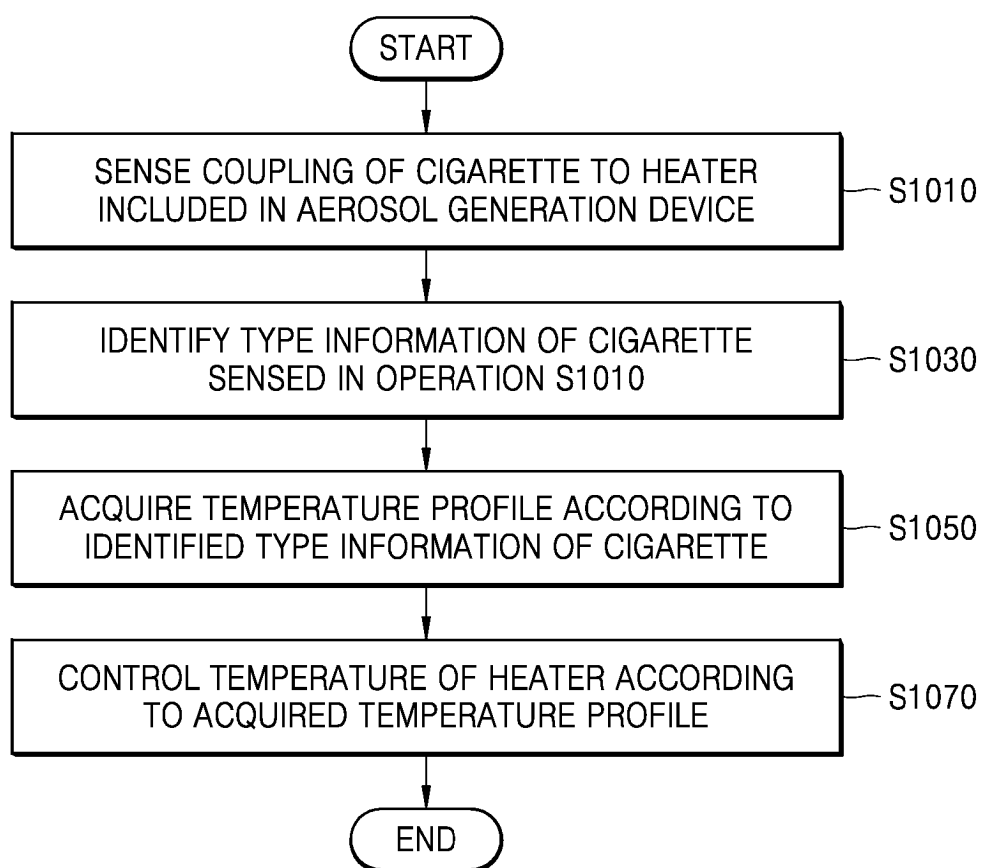 START
SENSE COUPLING OF CIGARETTE TO HEATER
INCLUDED IN AEROSOL GENERATION DEVICE
S1010
IDENTIFY TYPE INFORMATION OF CIGARETTE
SENSED IN OPERATION S1010
S1030
ACQUIRE TEMPERATURE PROFILE ACCORDING TO
IDENTIFIED TYPE INFORMATION OF CIGARETTE
S1050
CONTROL TEMPERATURE OF HEATER ACCORDING
TO ACQUIRED TEMPERATURE PROFILE
S1070
END